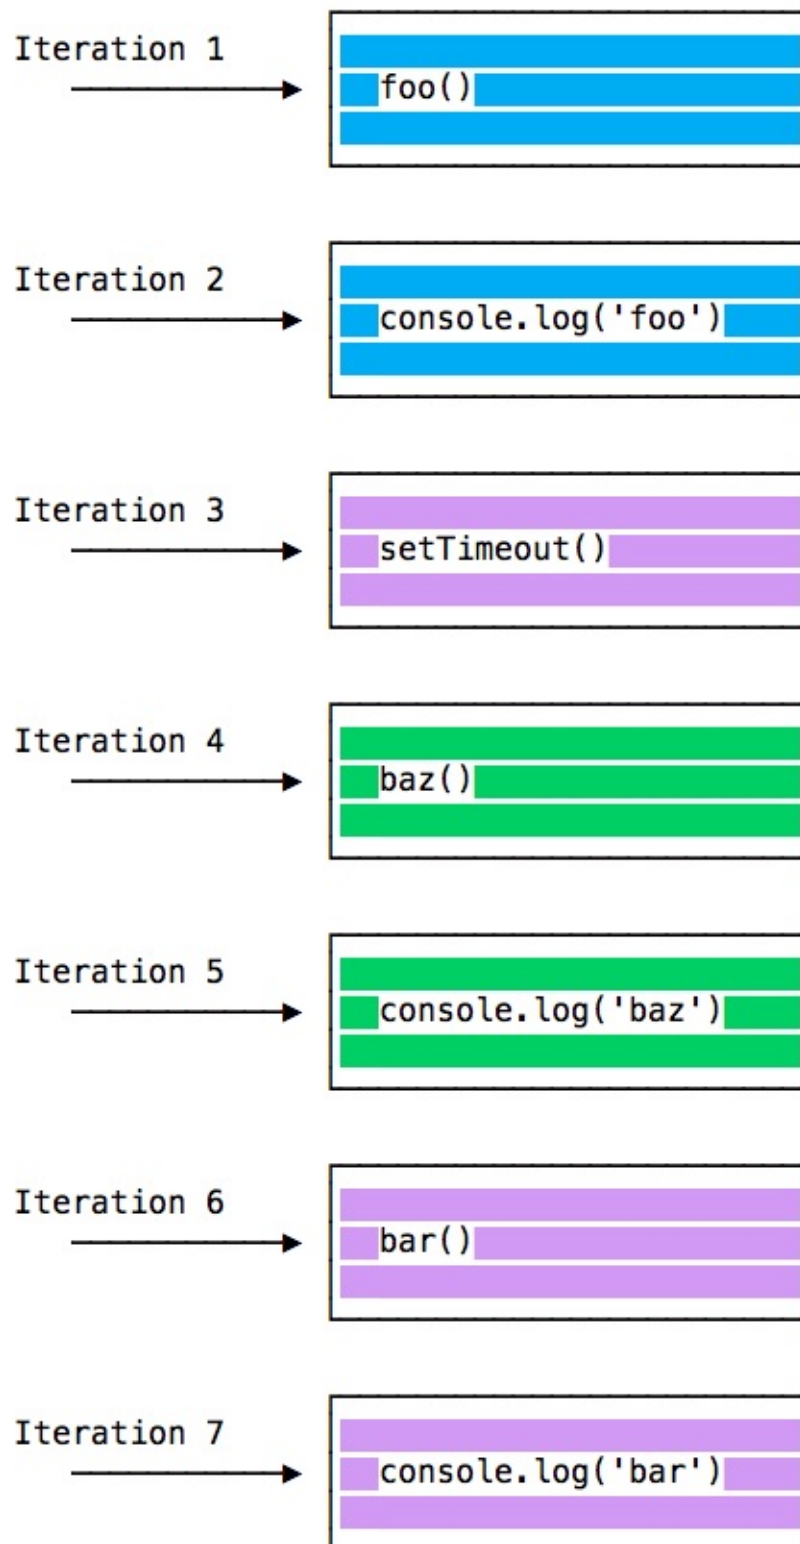 Iteration 1
foo()
Iteration 2
console.log('foo')
Iteration 3
setTimeout()
Iteration 4
baz()
Iteration 5
console.log('baz')
Iteration 6
bar()
Iteration 7
console.log('bar')